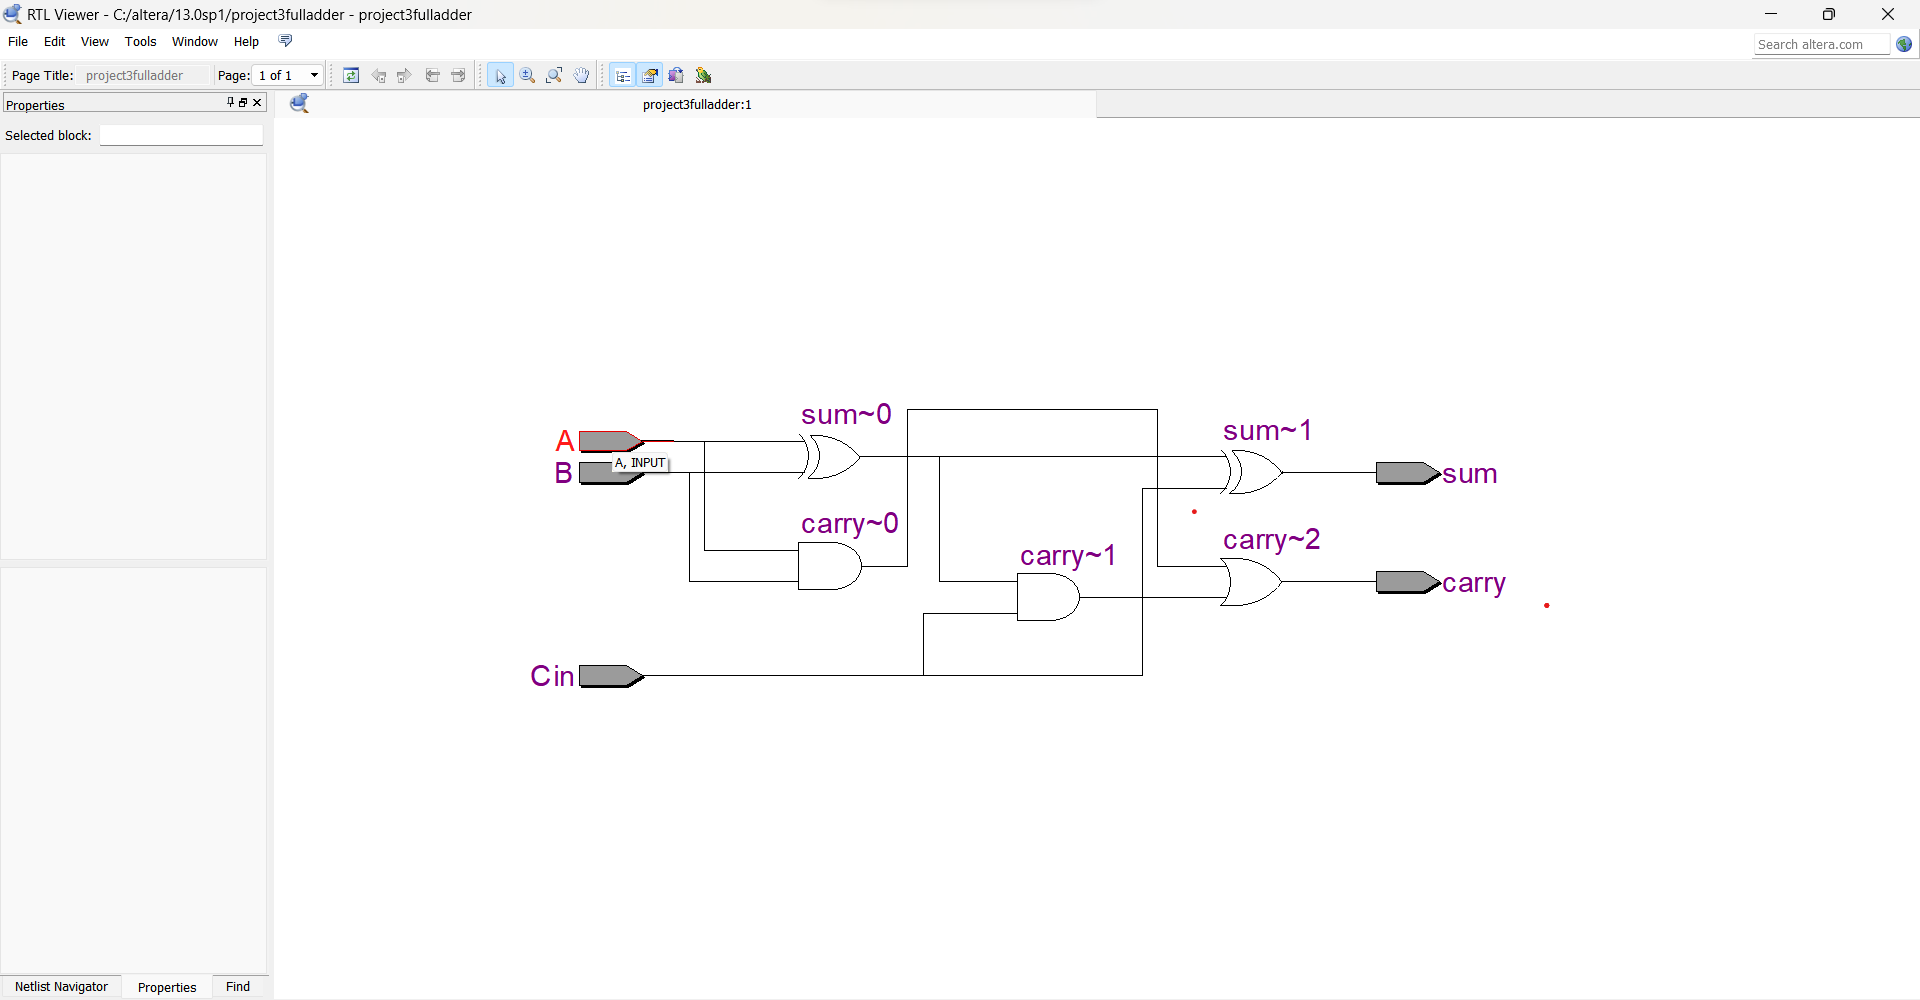 RTL Viewer - C:/altera/13.0sp1/project3fulladder - project3fulladder
File Edit View Tools Window Help
Search altera.com
Page Title: project3fulladder Page: 1 of 1
Properties
project3fulladder:1
Selected block:
sum~0
A
A, INPUT
B
sum~1
sum
carry~0
carry~1
carry~2
carry
Cin
Netlist Navigator Properties Find